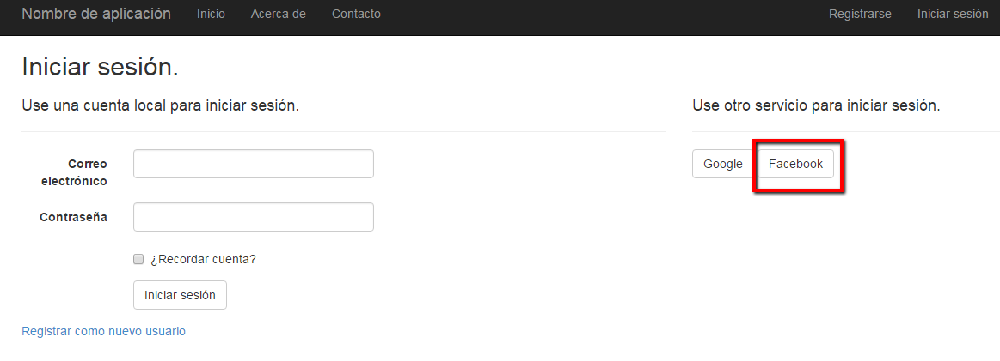 Nombre de aplicación Inicio Acerca de Contacto Registrarse Iniciar sesión
Iniciar sesión.
Use una cuenta local para iniciar sesión.
Correo
electrónico
Contraseña
¿Recordar cuenta?
Iniciar sesión
Registrar como nuevo usuario
Use otro servicio para iniciar sesión.
Google Facebook